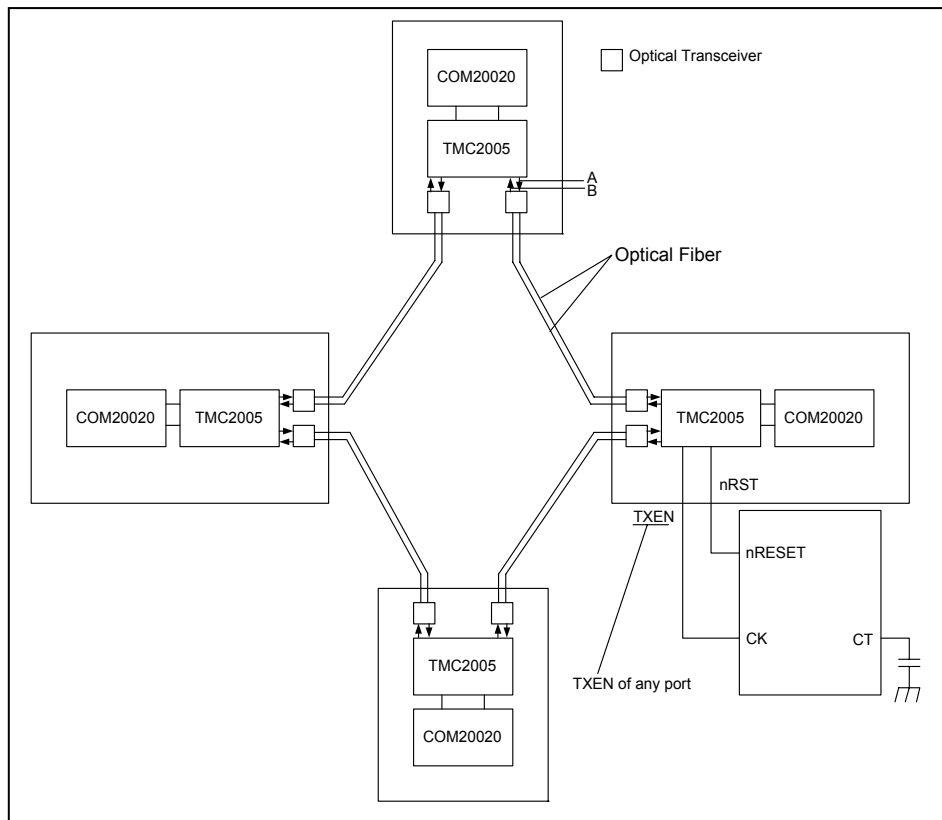 COM20020
Optical Transceiver
TMC2005
A
B
Optical Fiber
COM20020
TMC2005
TMC2005
COM20020
nRST
TXEN
nRESET
CK
CT
TMC2005
TXEN of any port
COM20020